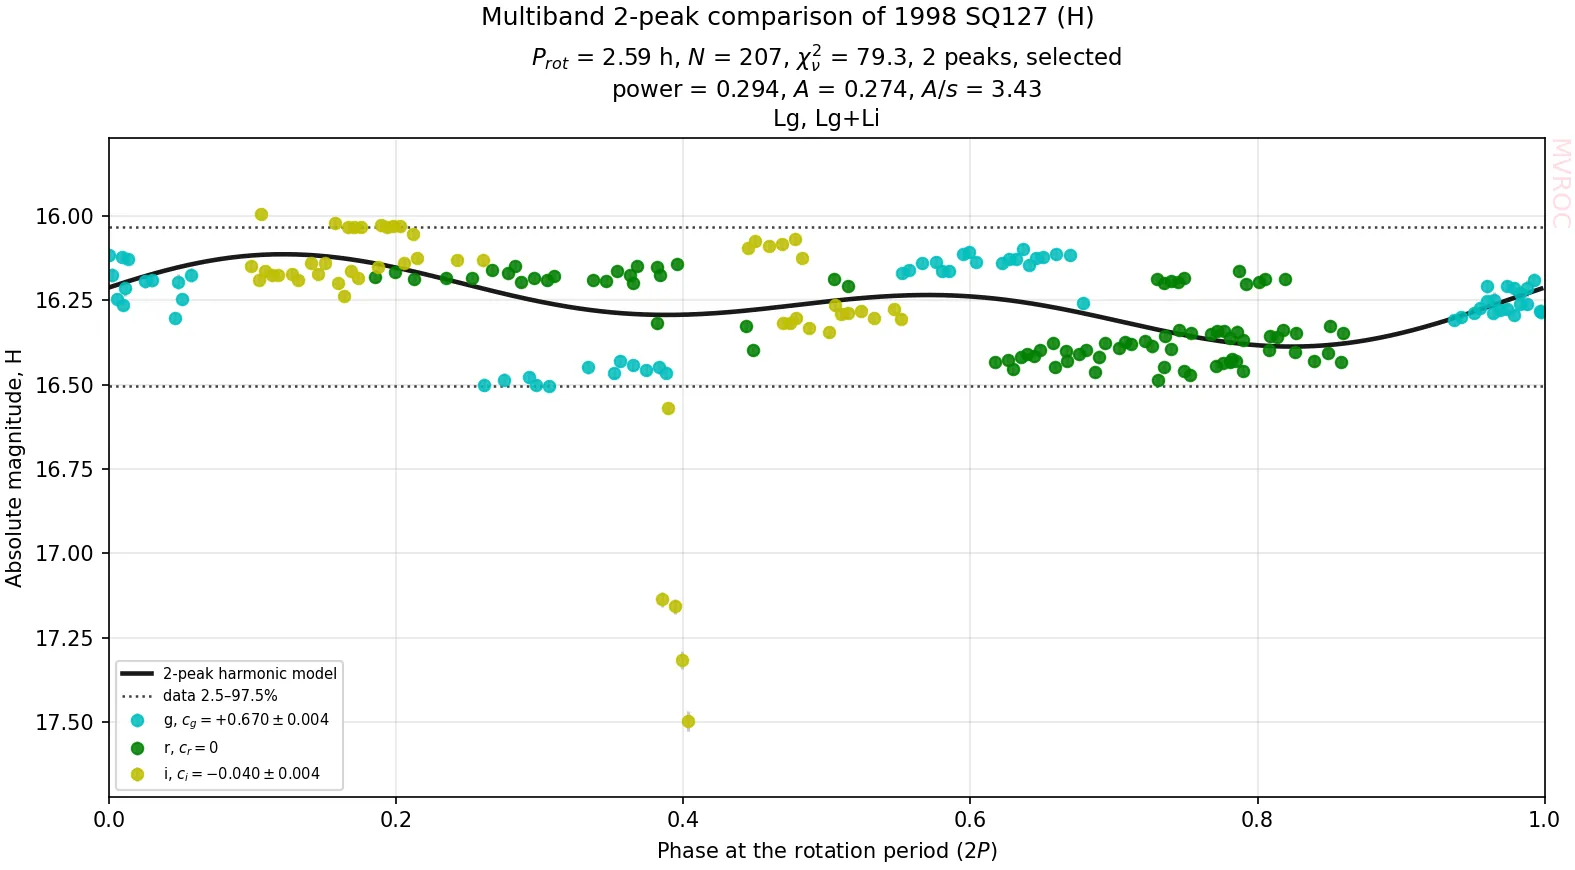 Multiband 2-peak comparison of 1998 SQ127 (H)
P_rot = 2.59 h, N = 207, χ²_ν = 79.3, 2 peaks, selected
power = 0.294, A = 0.274, A/s = 3.43
Lg, Lg+Li
MVROC
Absolute magnitude, H
16.00
16.25
16.50
16.75
17.00
17.25
17.50
2-peak harmonic model
data 2.5–97.5%
g, c_g = +0.670 ± 0.004
r, c_r = 0
i, c_i = −0.040 ± 0.004
0.0 0.2 0.4 0.6 0.8 1.0
Phase at the rotation period (2P)